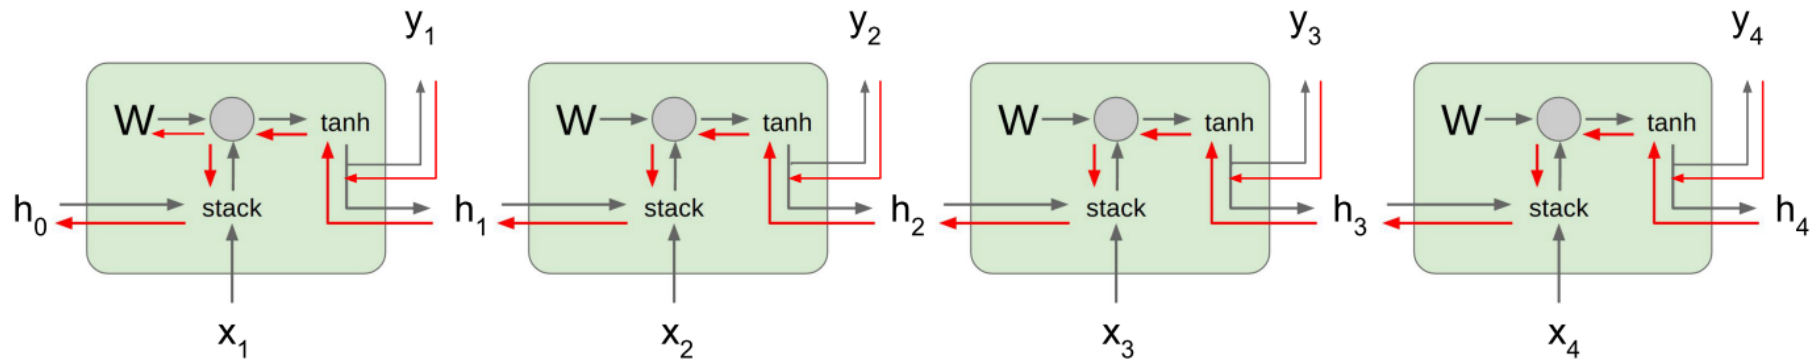 y₁ y₂ y₃ y₄
W tanh W tanh W tanh W tanh
h₀ stack h₁ stack h₂ stack h₃ stack h₄
x₁ x₂ x₃ x₄